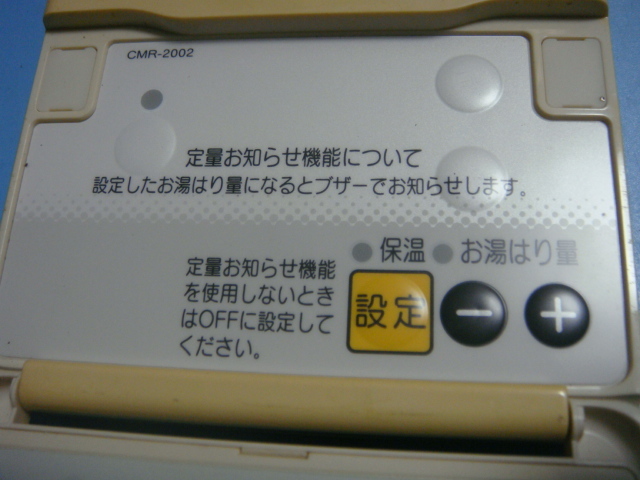 CMR-2002
定量お知らせ機能について
設定したお湯はり量になるとブザーでお知らせします。
保温 お湯はり量
定量お知らせ機能
を使用しないとき
はOFFに設定して
ください。
設定 − +